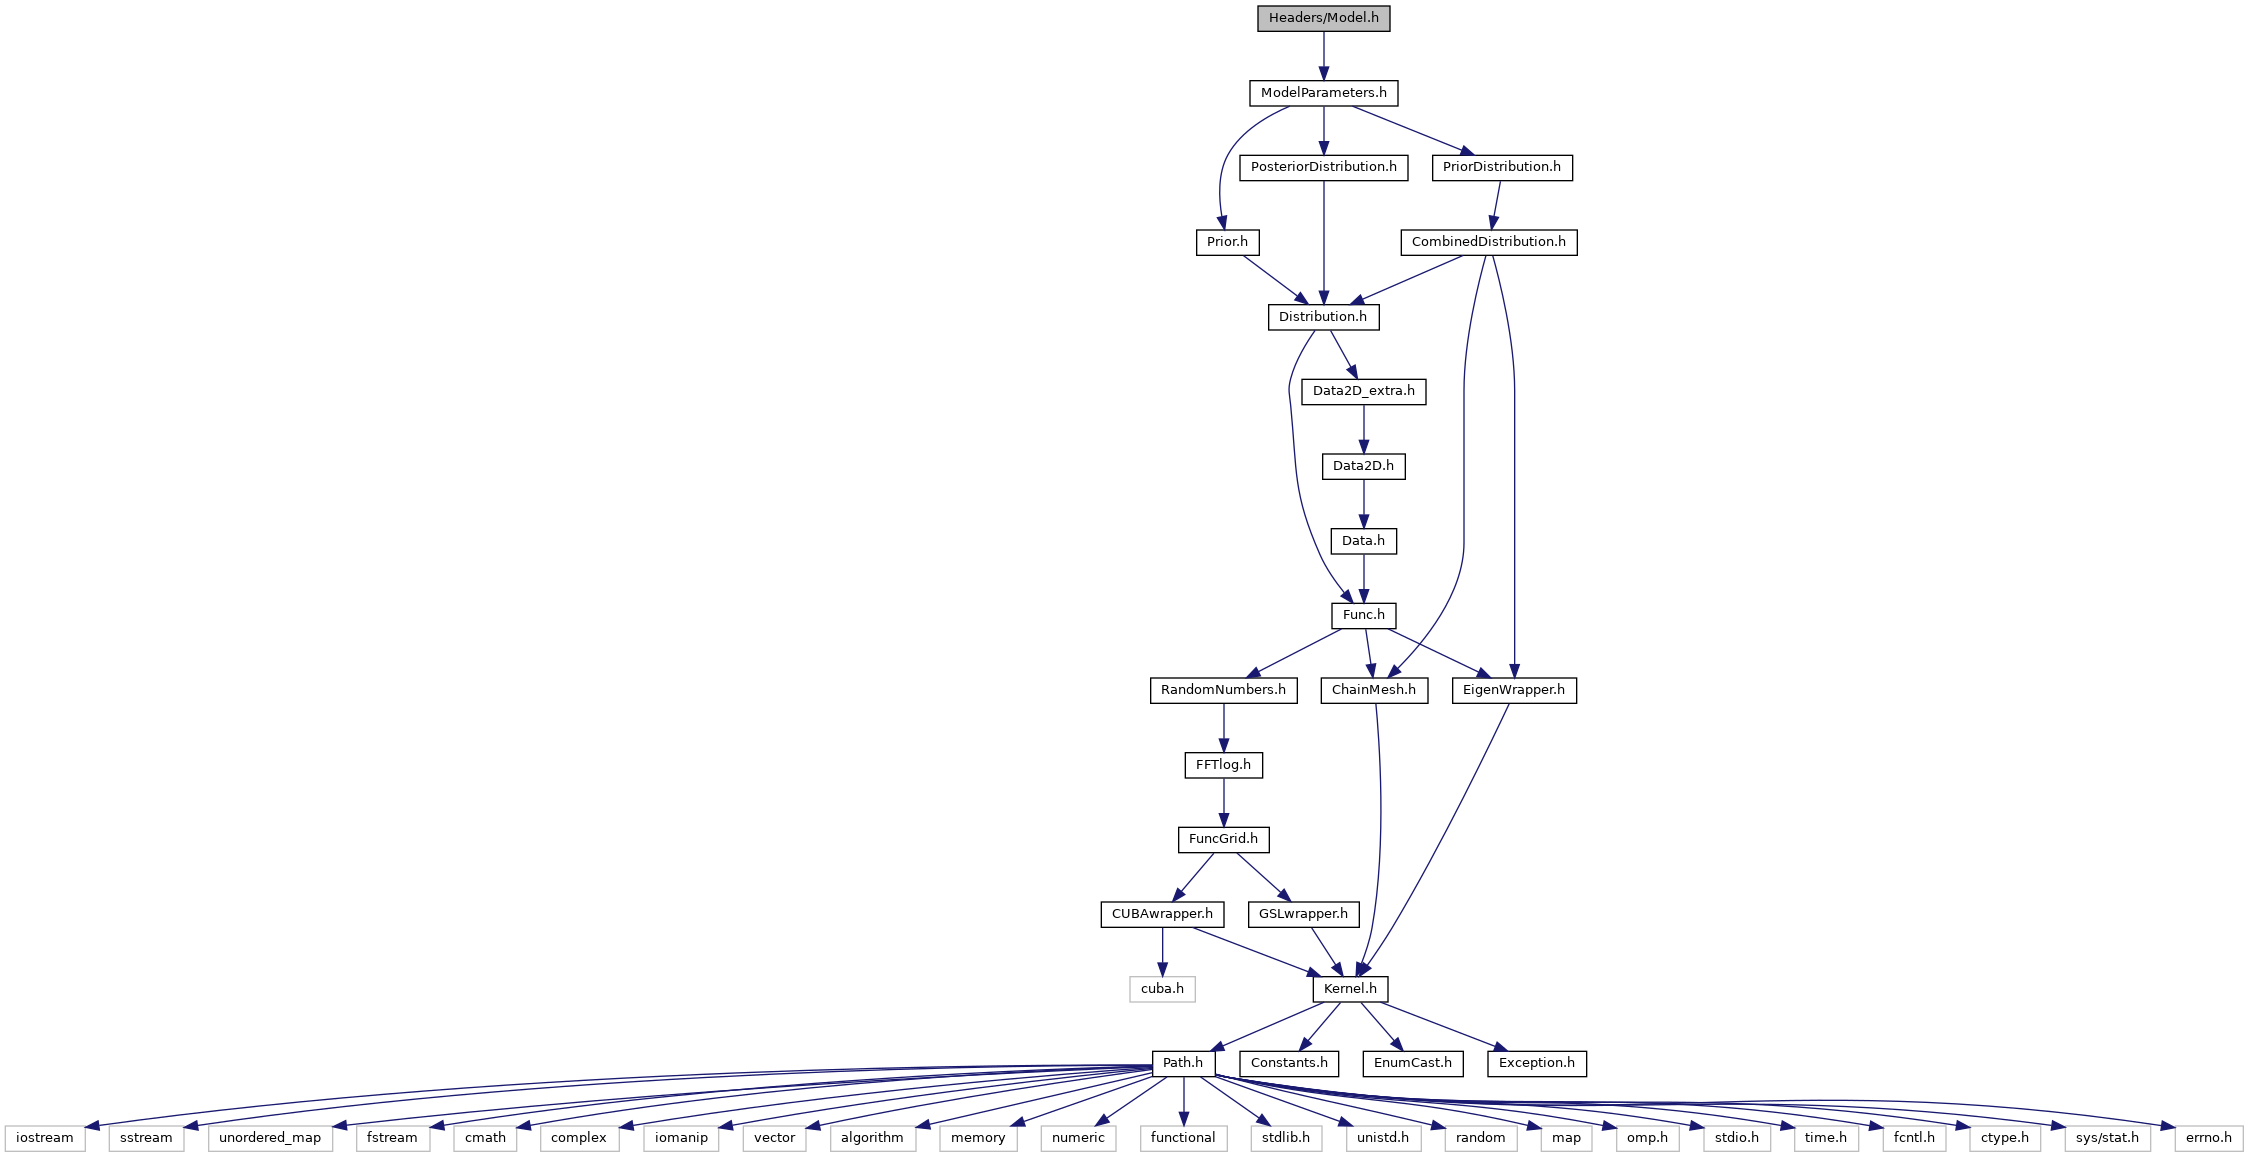 Headers/Model.h
ModelParameters.h
PosteriorDistribution.h
PriorDistribution.h
Prior.h
CombinedDistribution.h
Distribution.h
Data2D_extra.h
Data2D.h
Data.h
Func.h
RandomNumbers.h
ChainMesh.h
EigenWrapper.h
FFTlog.h
FuncGrid.h
CUBAwrapper.h
GSLwrapper.h
cuba.h
Kernel.h
Path.h
Constants.h
EnumCast.h
Exception.h
iostream
sstream
unordered_map
fstream
cmath
complex
iomanip
vector
algorithm
memory
numeric
functional
stdlib.h
unistd.h
random
map
omp.h
stdio.h
time.h
fcntl.h
ctype.h
sys/stat.h
errno.h